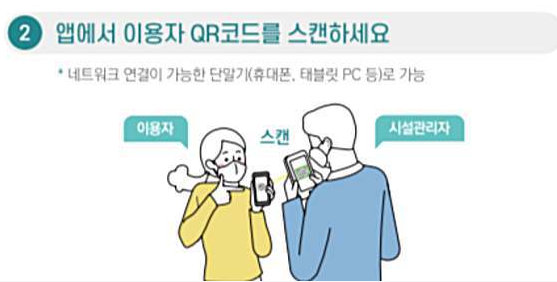 2 앱에서 이용자 QR코드를 스캔하세요
* 네트워크 연결이 가능한 단말기(휴대폰, 태블릿 PC 등)로 가능
이용자
스캔
시설관리자